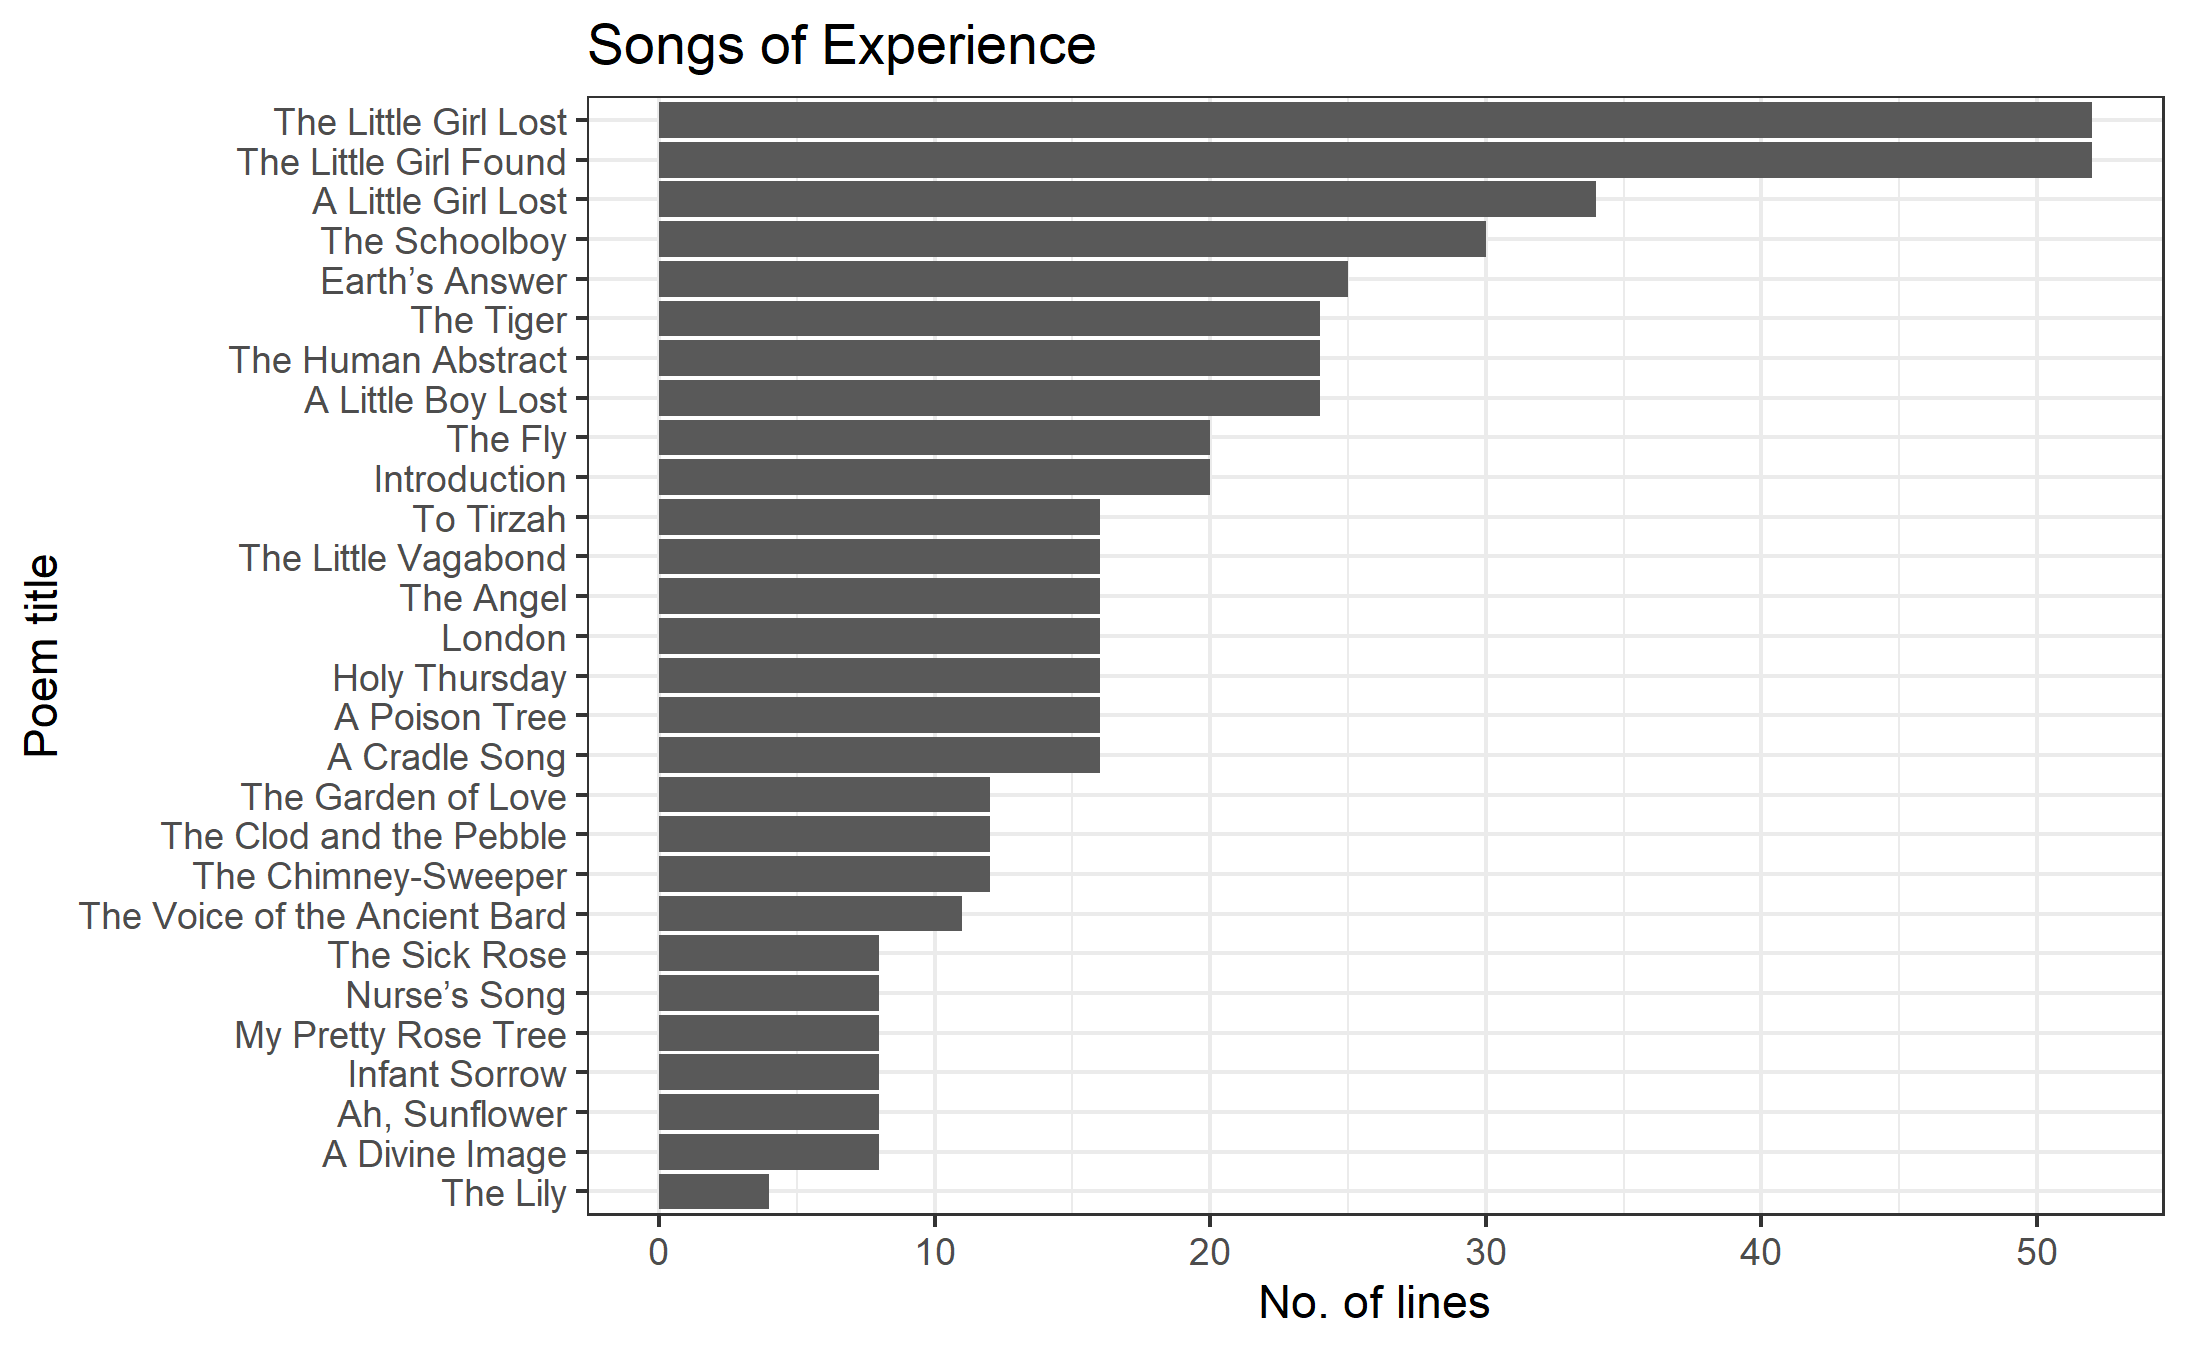 Songs of Experience
Poem title
The Little Girl Lost
The Little Girl Found
A Little Girl Lost
The Schoolboy
Earth’s Answer
The Tiger
The Human Abstract
A Little Boy Lost
The Fly
Introduction
To Tirzah
The Little Vagabond
The Angel
London
Holy Thursday
A Poison Tree
A Cradle Song
The Garden of Love
The Clod and the Pebble
The Chimney-Sweeper
The Voice of the Ancient Bard
The Sick Rose
Nurse’s Song
My Pretty Rose Tree
Infant Sorrow
Ah, Sunflower
A Divine Image
The Lily
0 10 20 30 40 50
No. of lines